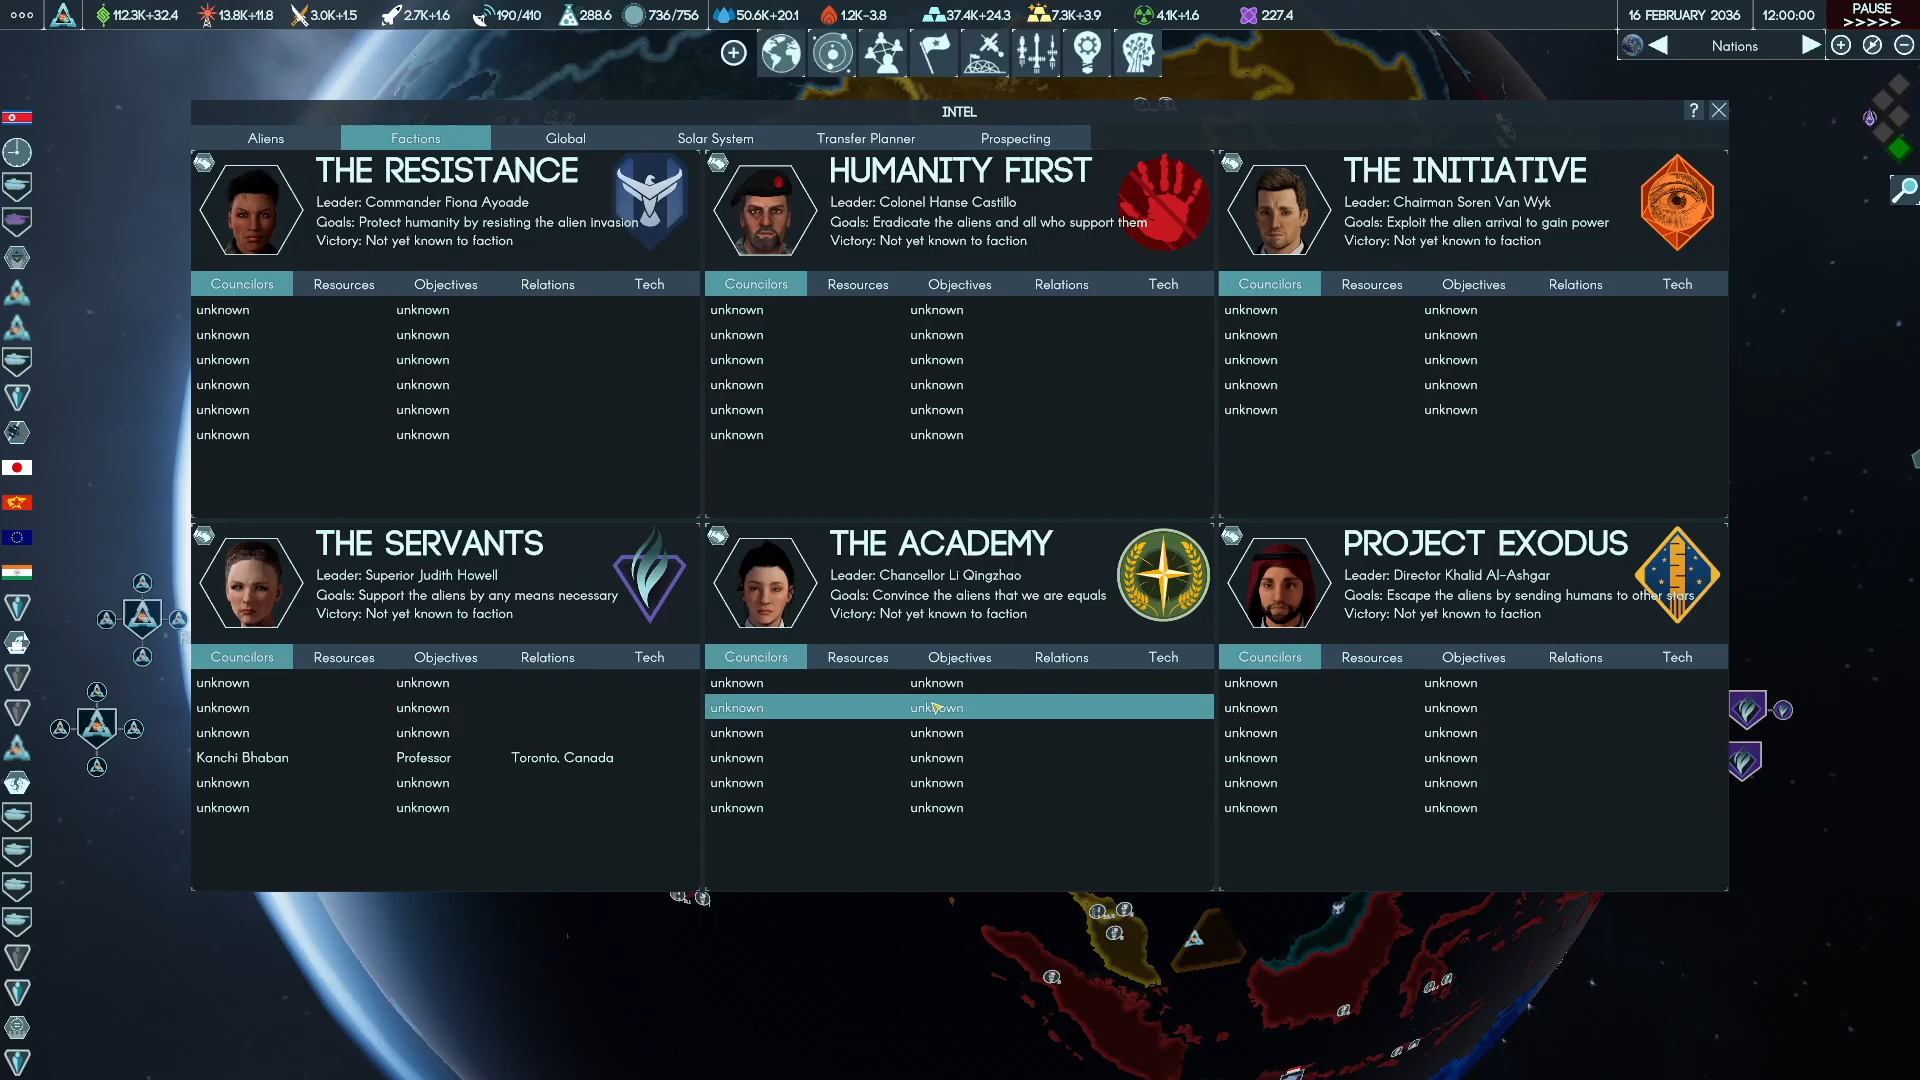 112.3K+32.4 13.8K+11.8 3.0K+1.5 2.7K+1.6 190/410 288.6 736/756 50.6K+20.1 1.2K-3.8 37.4K+24.3 7.3K+3.9 4.1K+1.6 227.4 16 FEBRUARY 2036 12:00:00 PAUSE
>>>>>
Nations
INTEL ?
Aliens Factions Global Solar System Transfer Planner Prospecting
THE RESISTANCE
Leader: Commander Fiona Ayoade
Goals: Protect humanity by resisting the alien invasion
Victory: Not yet known to faction
Councilors Resources Objectives Relations Tech
unknown unknown
unknown unknown
unknown unknown
unknown unknown
unknown unknown
unknown unknown
HUMANITY FIRST
Leader: Colonel Hanse Castillo
Goals: Eradicate the aliens and all who support them
Victory: Not yet known to faction
Councilors Resources Objectives Relations Tech
unknown unknown
unknown unknown
unknown unknown
unknown unknown
unknown unknown
unknown unknown
THE INITIATIVE
Leader: Chairman Soren Van Wyk
Goals: Exploit the alien arrival to gain power
Victory: Not yet known to faction
Councilors Resources Objectives Relations Tech
unknown unknown
unknown unknown
unknown unknown
unknown unknown
unknown unknown
THE SERVANTS
Leader: Superior Judith Howell
Goals: Support the aliens by any means necessary
Victory: Not yet known to faction
Councilors Resources Objectives Relations Tech
unknown unknown
unknown unknown
unknown unknown
Kanchi Bhaban Professor Toronto, Canada
unknown unknown
unknown unknown
THE ACADEMY
Leader: Chancellor Li Qingzhao
Goals: Convince the aliens that we are equals
Victory: Not yet known to faction
Councilors Resources Objectives Relations Tech
unknown unknown
unknown unknown
unknown unknown
unknown unknown
unknown unknown
unknown unknown
PROJECT EXODUS
Leader: Director Khalid Al-Ashgar
Goals: Escape the aliens by sending humans to other stars
Victory: Not yet known to faction
Councilors Resources Objectives Relations Tech
unknown unknown
unknown unknown
unknown unknown
unknown unknown
unknown unknown
unknown unknown